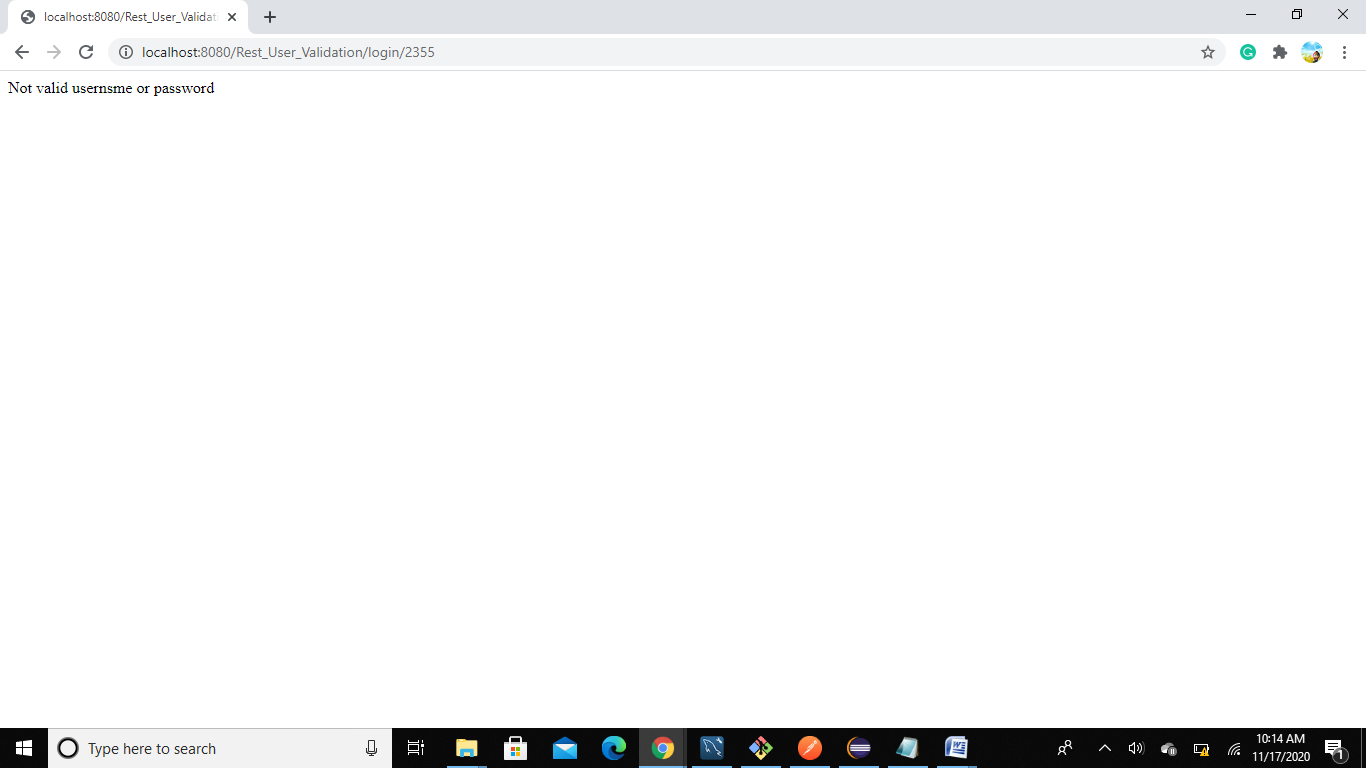 localhost:8080/Rest_User_Validat
localhost:8080/Rest_User_Validation/login/2355
Not valid usernsme or password
Type here to search
10:14 AM
11/17/2020
1